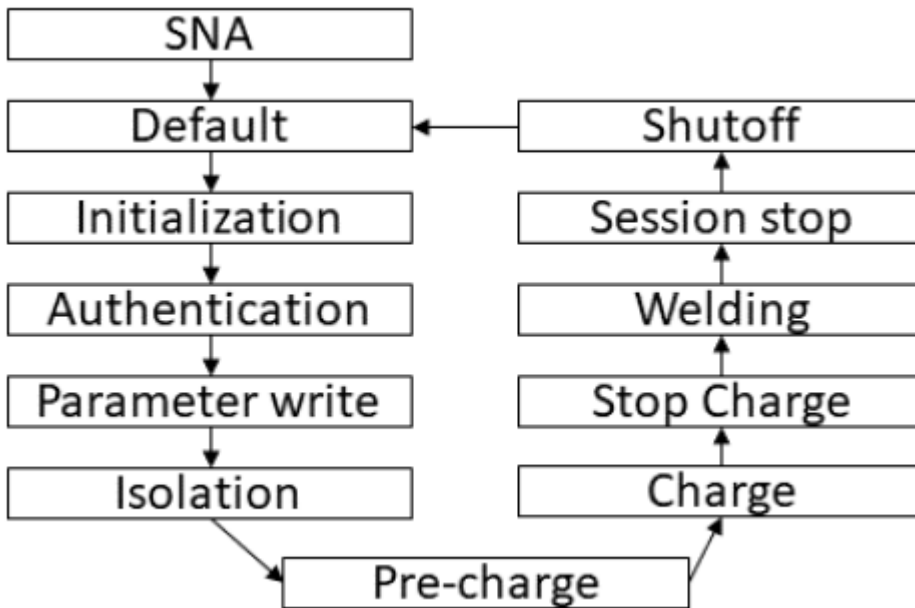 SNA
Default
Initialization
Authentication
Parameter write
Isolation
Pre-charge
Charge
Stop Charge
Welding
Session stop
Shutoff